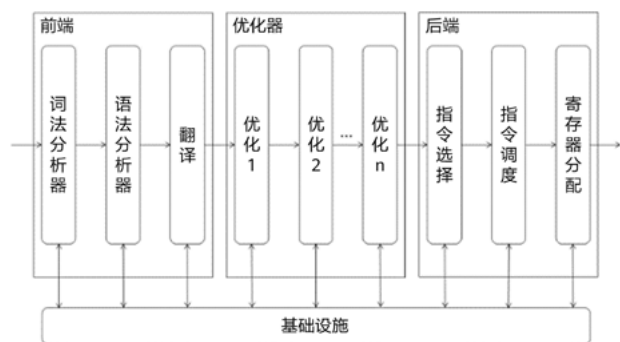 前端
优化器
后端
词法分析器
语法分析器
翻译
优化1
优化2
...
优化n
指令选择
指令调度
寄存器分配
基础设施